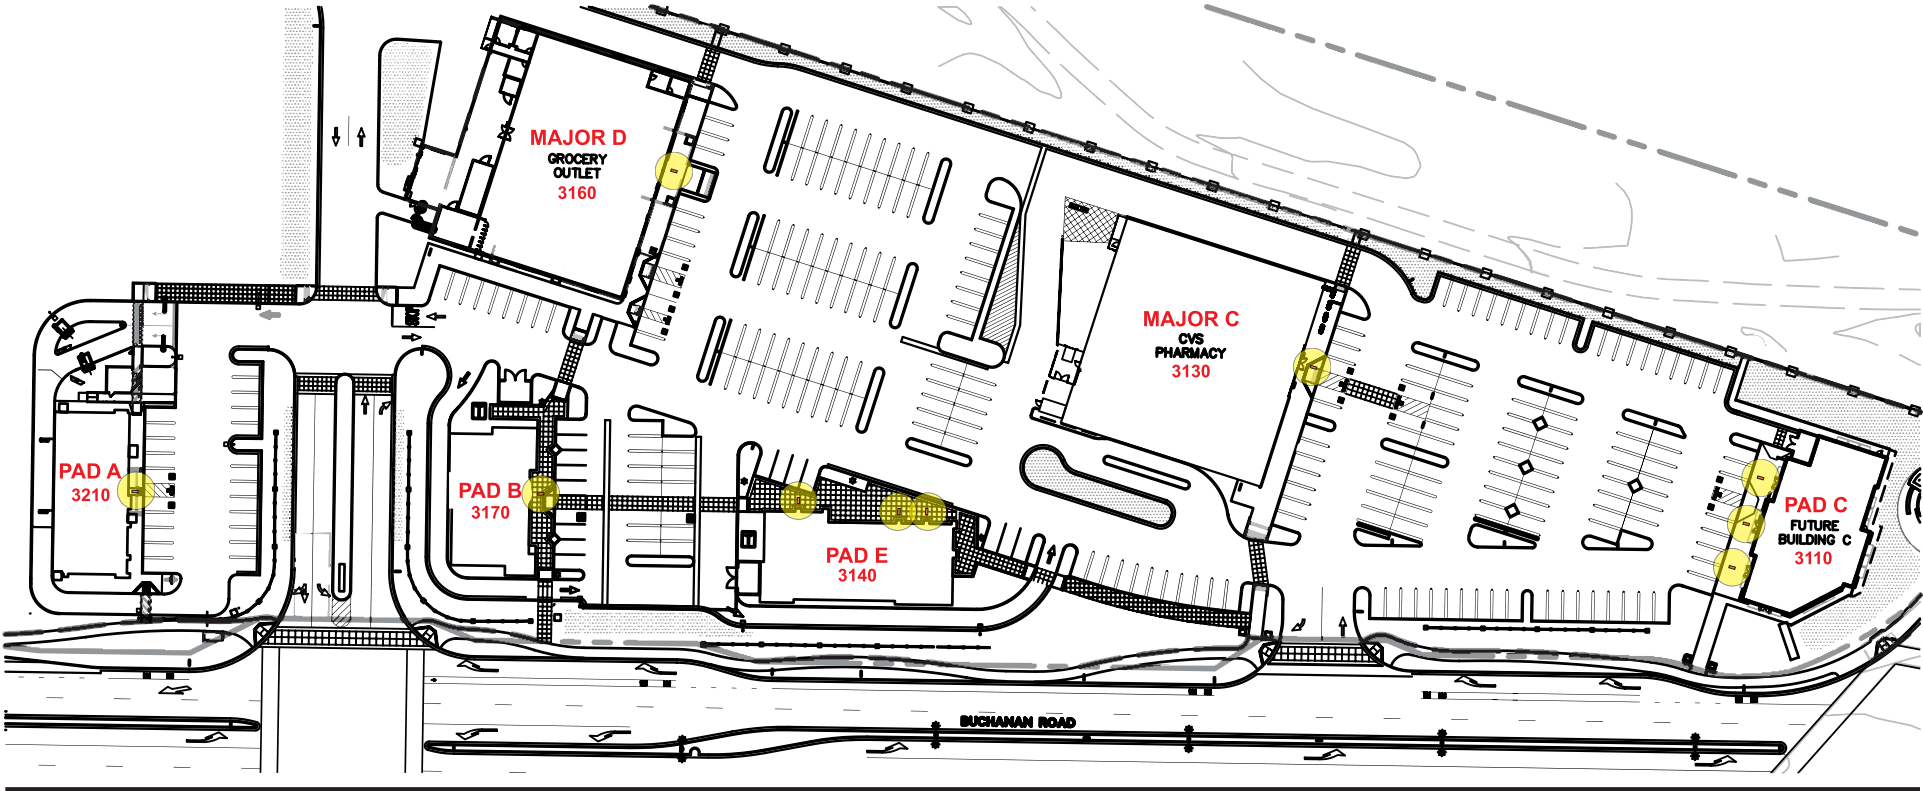 MAJOR D
GROCERY
OUTLET
3160
MAJOR C
CVS
PHARMACY
3130
PAD A
3210
PAD B
3170
PAD E
3140
PAD C
FUTURE
BUILDING C
3110
BUCHANAN ROAD